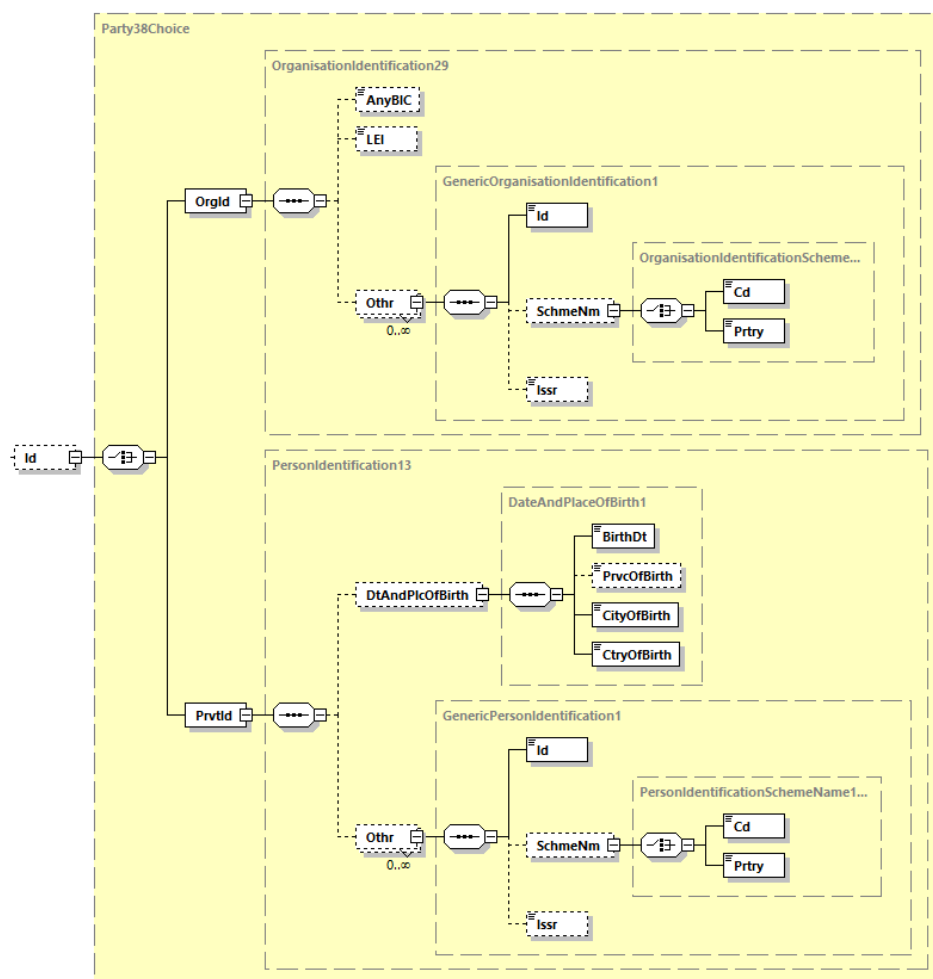 Party38Choice
OrganisationIdentification29
AnyBIC
LEI
GenericOrganisationIdentification1
OrgId
Id
OrganisationIdentificationScheme...
Cd
Othr
SchmeNm
Prtry
0..∞
Issr
Id
PersonIdentification13
DateAndPlaceOfBirth1
BirthDt
PrvcOfBirth
DtAndPlcOfBirth
CityOfBirth
CtryOfBirth
PrvtId
GenericPersonIdentification1
Id
PersonIdentificationSchemeName1...
Cd
Othr
SchmeNm
Prtry
0..∞
Issr